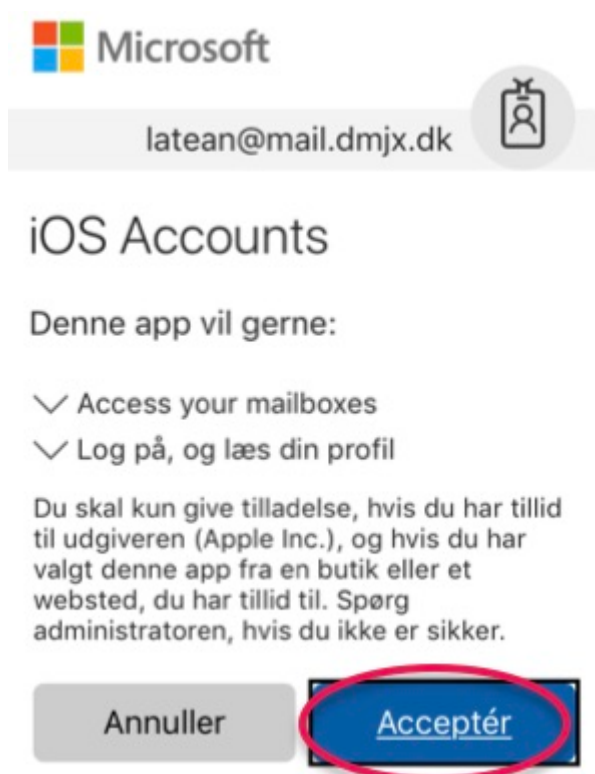 Microsoft
latean@mail.dmjx.dk
iOS Accounts
Denne app vil gerne:
Access your mailboxes
Log på, og læs din profil
Du skal kun give tilladelse, hvis du har tillid
til udgiveren (Apple Inc.), og hvis du har
valgt denne app fra en butik eller et
websted, du har tillid til. Spørg
administratoren, hvis du ikke er sikker.
Annuller Acceptér